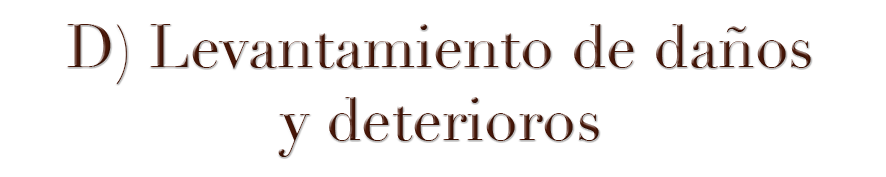 D) Levantamiento de daños
y deterioros